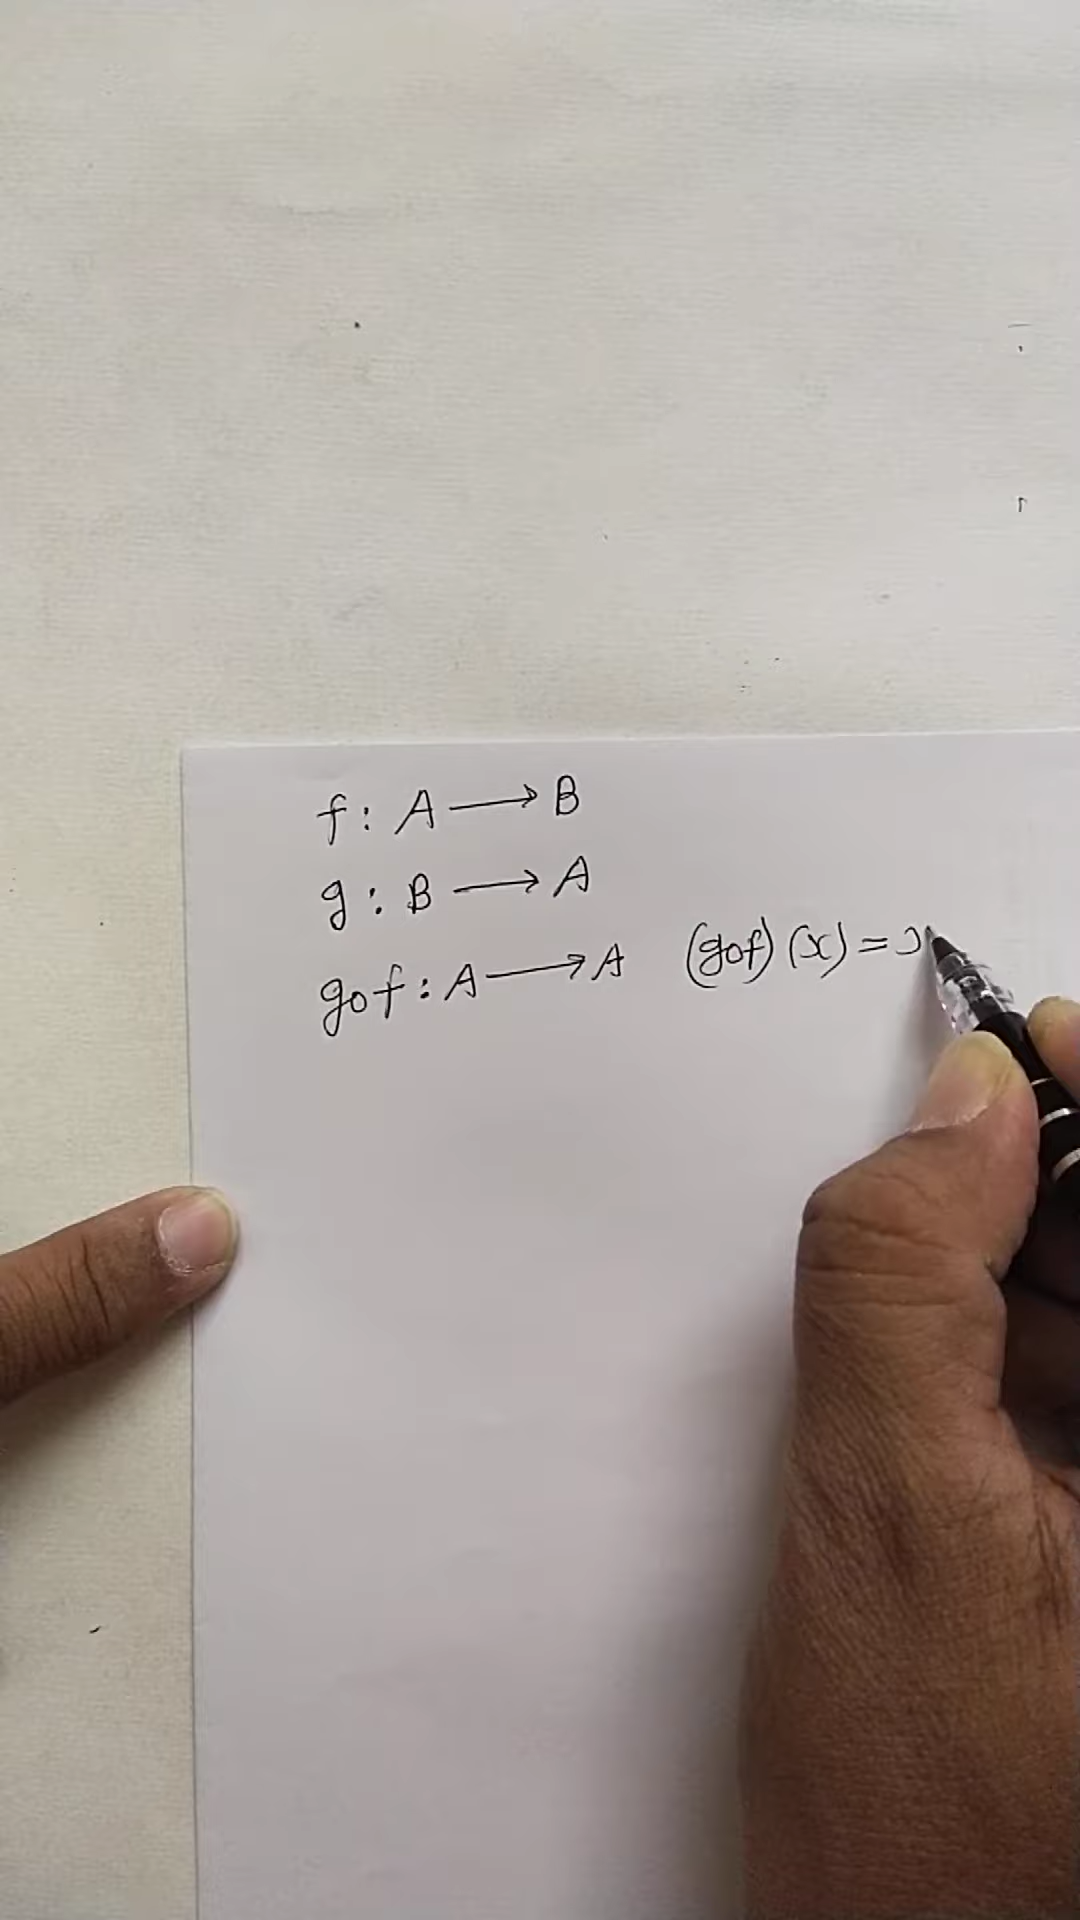 f : A ⟶ B
g : B ⟶ A
gof : A ⟶ A (gof) (x) = x